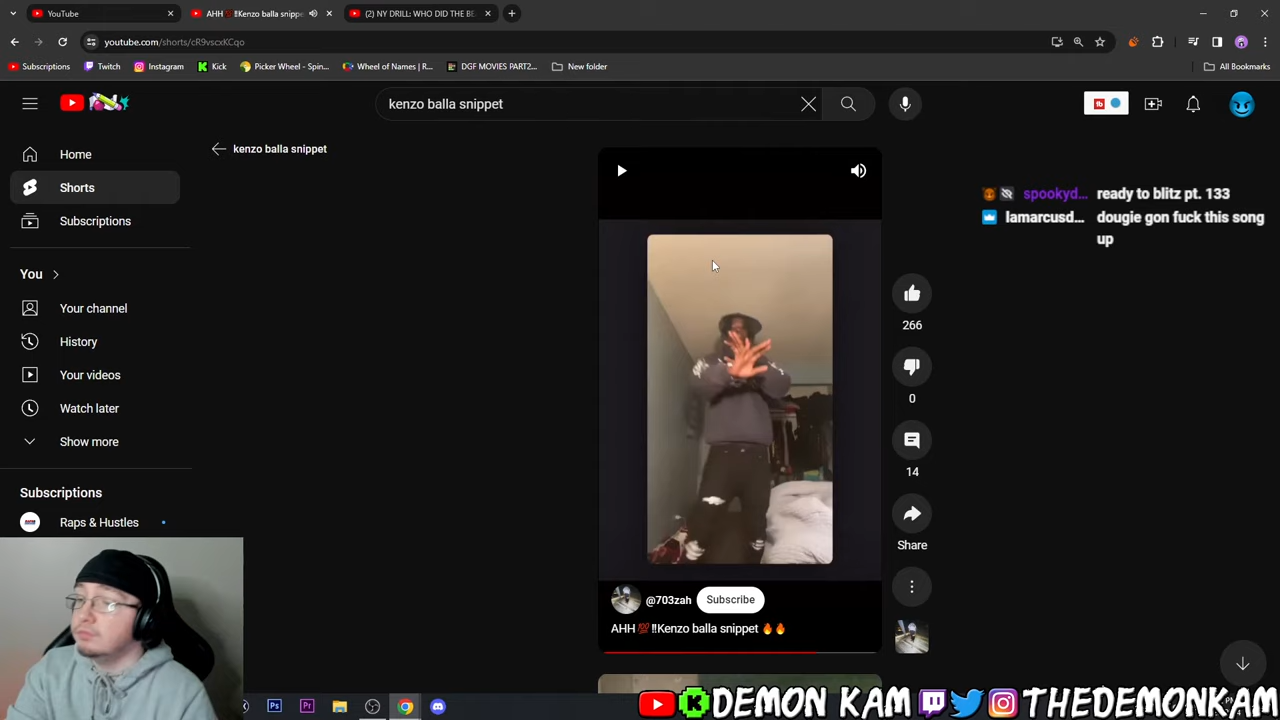 YouTube
AHH💯‼️Kenzo balla snippe
(2) NY DRILL: WHO DID THE BE
youtube.com/shorts/cR9vscxKCqo
Subscriptions
Twitch
Instagram
Kick
Picker Wheel - Spin...
Wheel of Names | R...
DGF MOVIES PART2...
New folder
All Bookmarks
kenzo balla snippet
Home
kenzo balla snippet
Shorts
Subscriptions
spookyd... ready to blitz pt. 133
lamarcusd... dougie gon fuck this song
up
You
Your channel
266
History
Your videos
0
Watch later
Show more
14
Subscriptions
Raps & Hustles
Share
@703zah Subscribe
AHH💯‼️Kenzo balla snippet 🔥🔥
Ps
Pr
DEMON KAM
THEDEMONKAM